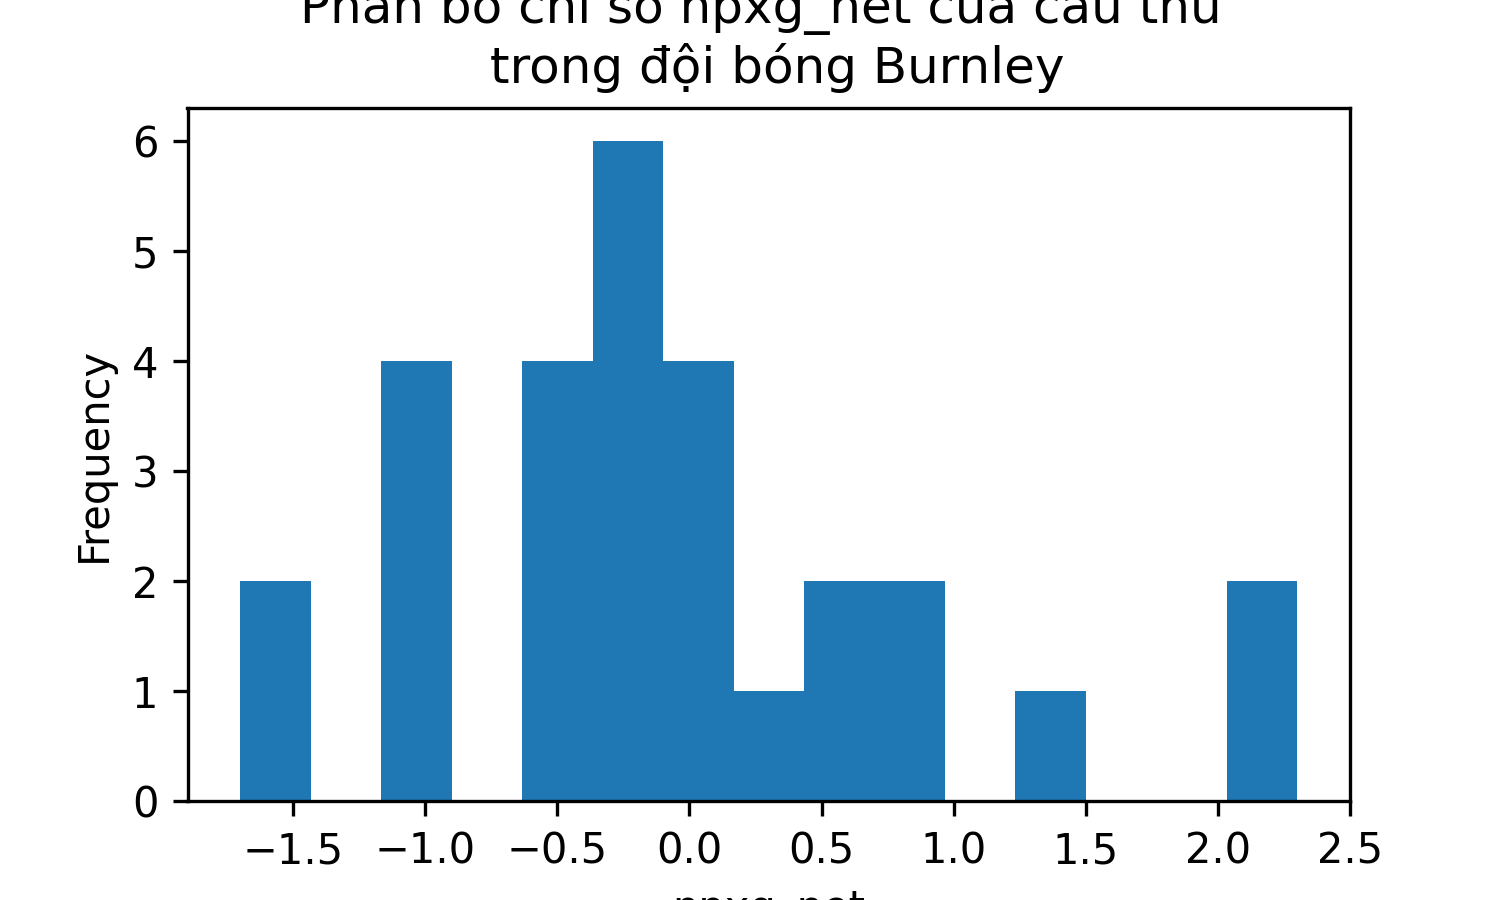 Phân bố chỉ số npxg_net của cầu thủ
trong đội bóng Burnley
6
5
4
3
2
1
0
Frequency
−1.5 −1.0 −0.5 0.0 0.5 1.0 1.5 2.0 2.5
npxg_net